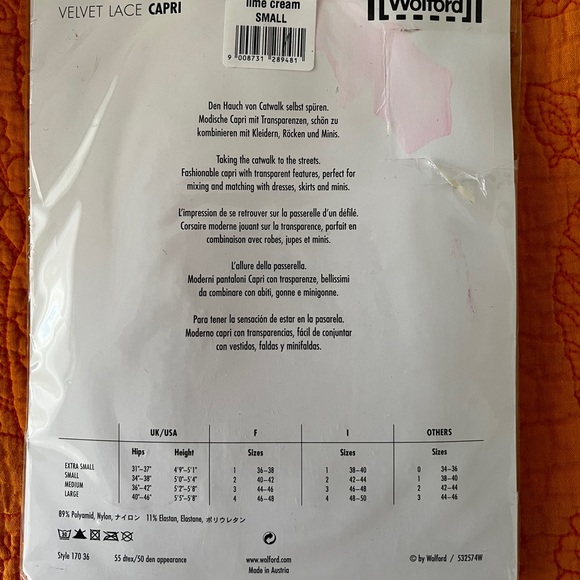 VELVET LACE CAPRI
lime cream
SMALL
9 008731 289481
Wolford
Den Hauch von Catwalk selbst spüren.
Modische Capri mit Transparenzen, schön zu
kombinieren mit Kleidern, Röcken und Minis.
Taking the catwalk to the streets.
Fashionable capri with transparent features, perfect for
mixing and matching with dresses, skirts and minis.
L'impression de se retrouver sur la passerelle d'un défilé.
Corsaire moderne jouant sur la transparence, parfait en
combinaison avec robes, jupes et minis.
L'allure della passerella.
Moderni pantaloni Capri con trasparenze, bellissimi
da combinare con abiti, gonne e minigonne.
Para tener la sensación de estar en la pasarela.
Moderno capri con transparencias, fácil de conjuntar
con vestidos, faldas y minifaldas.
UK/USA F I OTHERS
Hips Height Sizes Sizes Sizes
EXTRA SMALL 31"–37" 4'9"–5'1" 1 36–38 1 38–40 0 34–36
SMALL 34"–38" 5'0"–5'4" 2 40–42 2 42–44 1 38–40
MEDIUM 36"–42" 5'2"–5'8" 3 44–46 3 46–48 2 42–44
LARGE 40"–46" 5'5"–5'8" 4 46–48 4 48–50 3 44–46
89% Polyamid, Nylon, ナイロン 11% Elastan, Elastane, ポリウレタン
Style 170 36 55 dtex/50 den appearance www.wolford.com © by Wolford / 532574W
Made in Austria